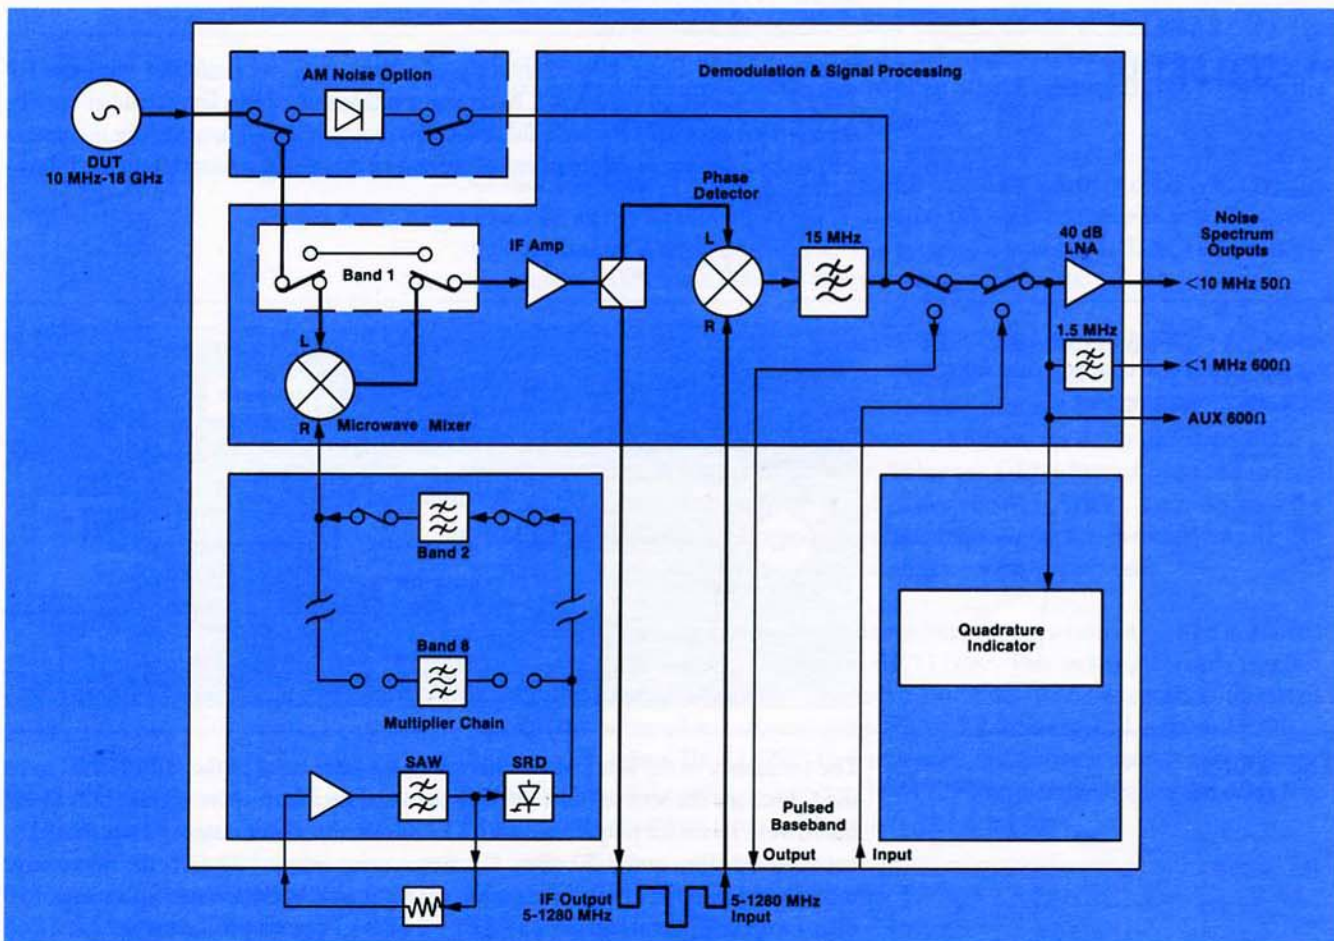 AM Noise Option
Demodulation & Signal Processing
DUT
10 MHz-18 GHz
Phase
Detector
L
R
15 MHz
40 dB
LNA
Noise
Spectrum
Outputs
<10 MHz 50Ω
1.5 MHz
<1 MHz 600Ω
AUX 600Ω
IF Amp
Band 1
L
R
Microwave Mixer
Band 2
Band 8
Multiplier Chain
SAW
SRD
Quadrature
Indicator
Pulsed
Baseband
Output
Input
IF Output
5-1280 MHz
5-1280 MHz
Input